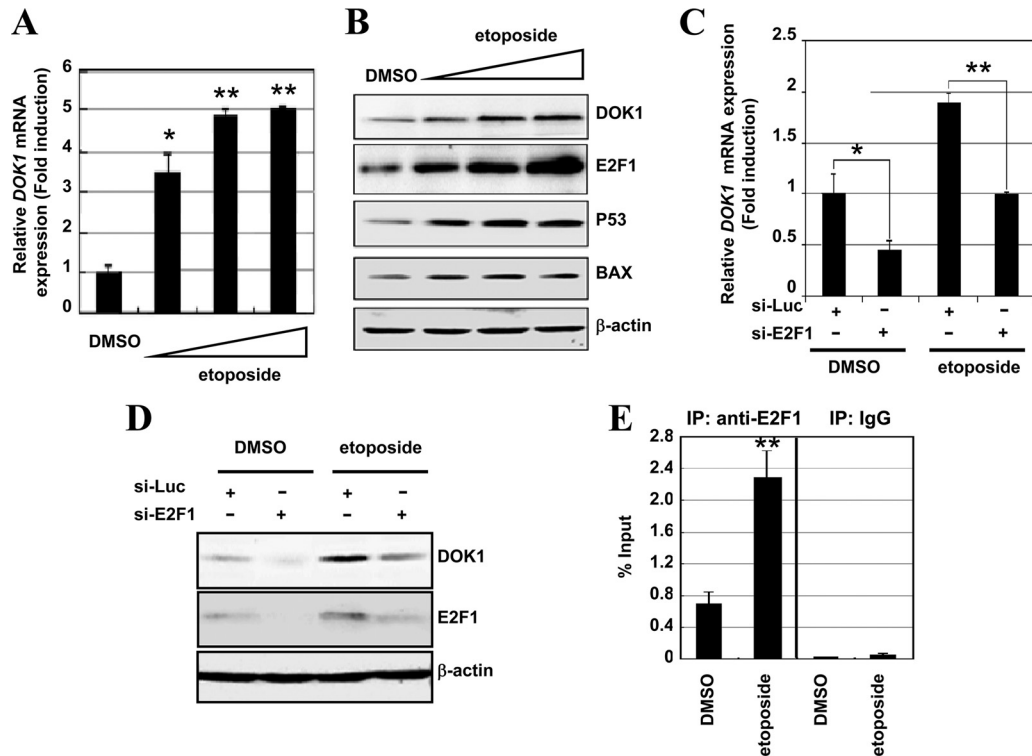 A
Relative DOK1 mRNA
expression (Fold induction)
6
5
4
3
2
1
0
*
**
**
DMSO
etoposide
B
etoposide
DMSO
DOK1
E2F1
P53
BAX
β-actin
C
Relative DOK1 mRNA expression
(Fold induction)
2.5
2
1.5
1
0.5
0
*
**
si-Luc + - + -
si-E2F1 - + - +
DMSO etoposide
D
DMSO etoposide
si-Luc + - + -
si-E2F1 - + - +
DOK1
E2F1
β-actin
E
IP: anti-E2F1 IP: IgG
% Input
2.8
2.4
2.0
1.6
1.2
0.8
0.4
0
**
DMSO
etoposide
DMSO
etoposide